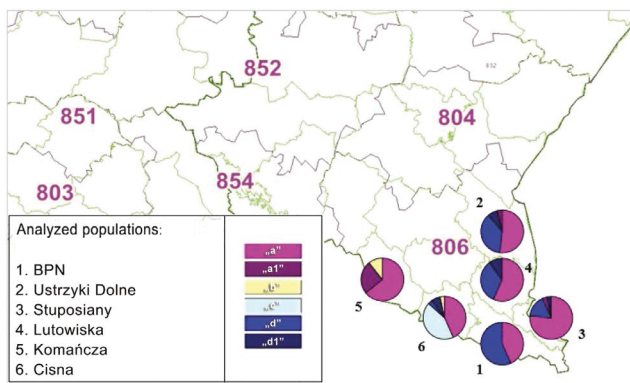 852
852
851
804
803
854
2
806
4
5
6
3
1
Analyzed populations:
1. BPN
2. Ustrzyki Dolne
3. Stuposiany
4. Lutowiska
5. Komańcza
6. Cisna
„a”
„a1”
„b”
„c”
„d”
„d1”